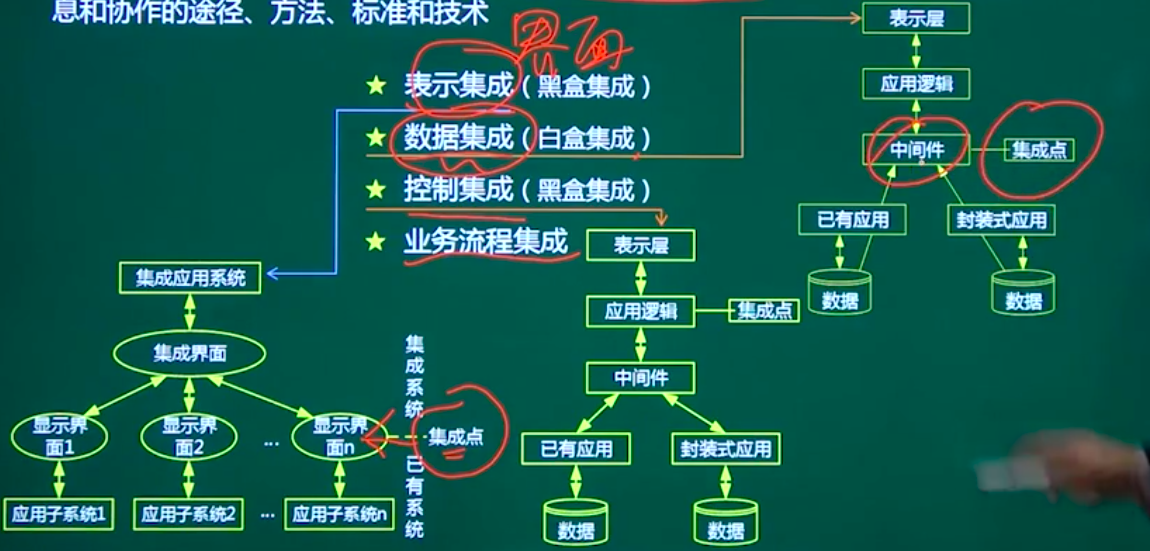 息和协作的途径、方法、标准和技术
界面
★ 表示集成（黑盒集成）
★ 数据集成（白盒集成）
★ 控制集成（黑盒集成）
★ 业务流程集成
表示层
应用逻辑
中间件
集成点
已有应用
封装式应用
数据
数据
集成应用系统
集成界面
显示界
面1
显示界
面2
...
显示界
面n
应用子系统1
应用子系统2
...
应用子系统n
集成系统
集成点
已有系统
表示层
应用逻辑
集成点
中间件
已有应用
封装式应用
数据
数据